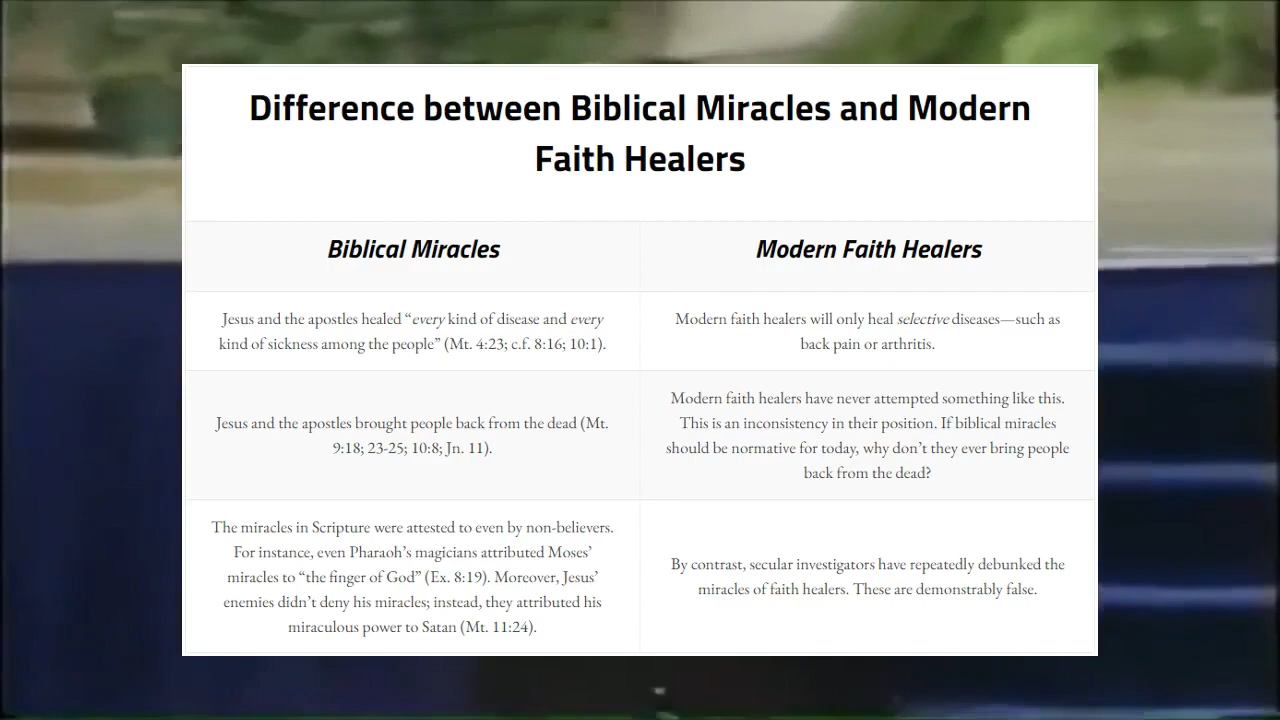 Difference between Biblical Miracles and Modern
Faith Healers
Biblical Miracles
Modern Faith Healers
Jesus and the apostles healed “every kind of disease and every
kind of sickness among the people” (Mt. 4:23; c.f. 8:16; 10:1).
Modern faith healers will only heal selective diseases—such as
back pain or arthritis.
Jesus and the apostles brought people back from the dead (Mt.
9:18; 23-25; 10:8; Jn. 11).
Modern faith healers have never attempted something like this.
This is an inconsistency in their position. If biblical miracles
should be normative for today, why don’t they ever bring people
back from the dead?
The miracles in Scripture were attested to even by non-believers.
For instance, even Pharaoh’s magicians attributed Moses’
miracles to “the finger of God” (Ex. 8:19). Moreover, Jesus’
enemies didn’t deny his miracles; instead, they attributed his
miraculous power to Satan (Mt. 11:24).
By contrast, secular investigators have repeatedly debunked the
miracles of faith healers. These are demonstrably false.